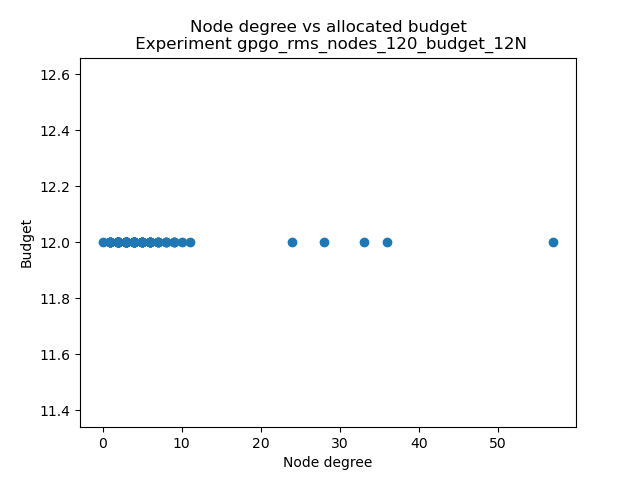 Node degree vs allocated budget
Experiment gpgo_rms_nodes_120_budget_12N
12.6
12.4
12.2
12.0
11.8
11.6
11.4
Budget
0 10 20 30 40 50
Node degree